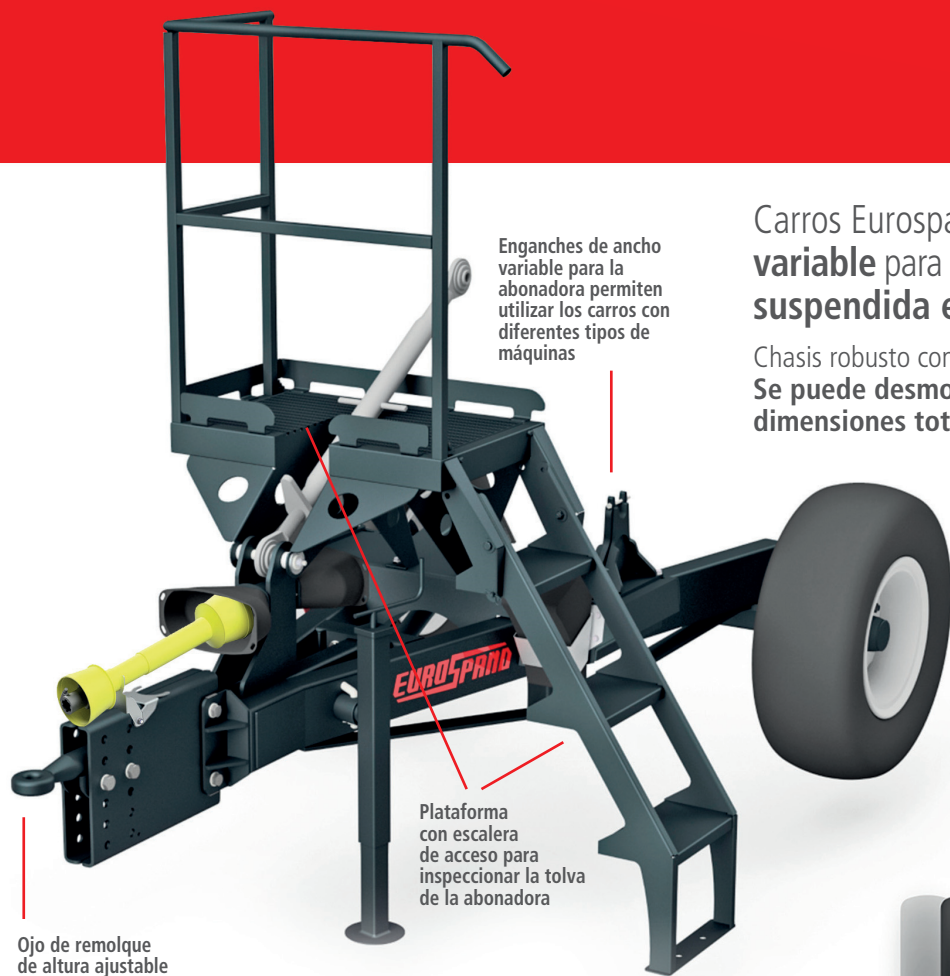 Enganches de ancho
variable para la
abonadora permiten
utilizar los carros con
diferentes tipos de
máquinas
Carros Eurospa
variable para
suspendida e
Chasis robusto con
Se puede desmo
dimensiones tot
EUROSPAND
Plataforma
con escalera
de acceso para
inspeccionar la tolva
de la abonadora
Ojo de remolque
de altura ajustable